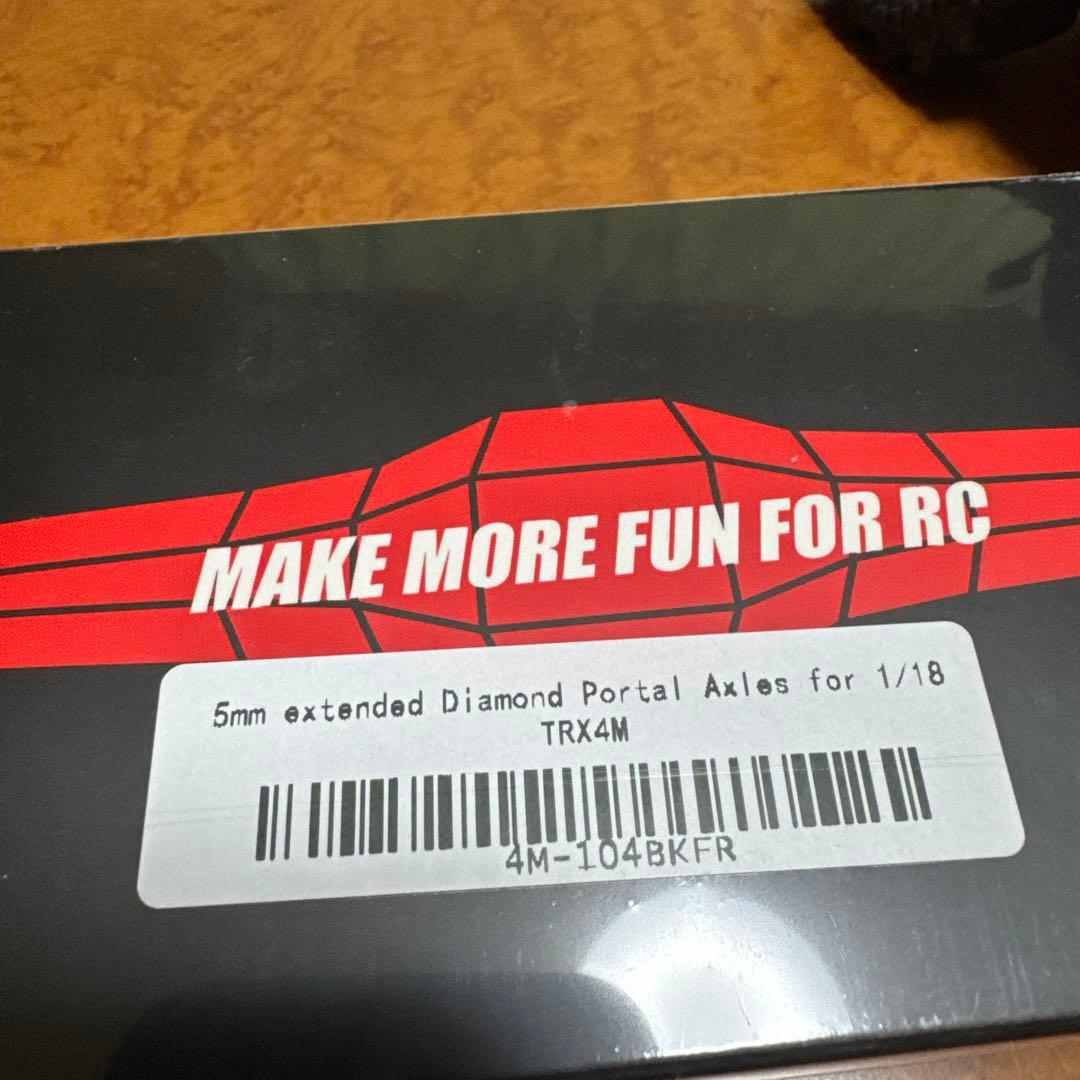 MAKE MORE FUN FOR RC
5mm extended Diamond Portal Axles for 1/18
TRX4M
4M-104BKFR